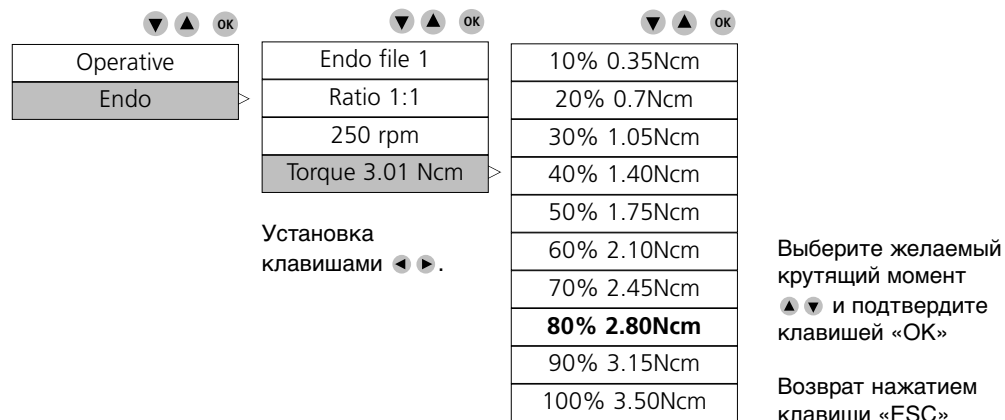 OK
OK
OK
Operative
Endo
Endo file 1
Ratio 1:1
250 rpm
Torque 3.01 Ncm
Установка
клавишами
.
10% 0.35Ncm
20% 0.7Ncm
30% 1.05Ncm
40% 1.40Ncm
50% 1.75Ncm
60% 2.10Ncm
70% 2.45Ncm
80% 2.80Ncm
90% 3.15Ncm
100% 3.50Ncm
Выберите желаемый
крутящий момент
и подтвердите
клавишей «OK»
Возврат нажатием
клавиши «ESC»